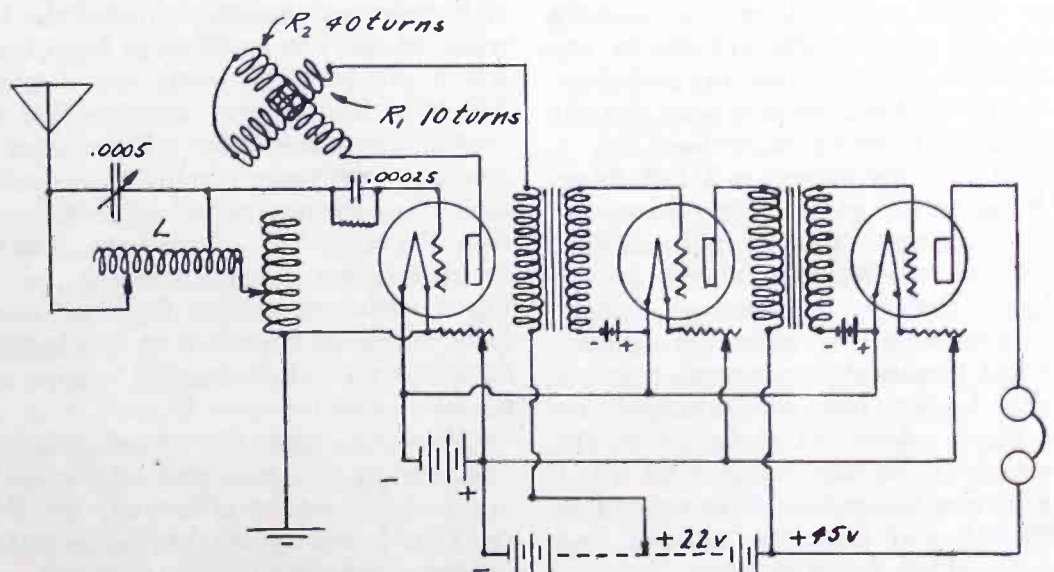 R₂ 40 turns
R₁ 10 turns
.0005
.00025
L
- +
- +
- +
- +22v +45v